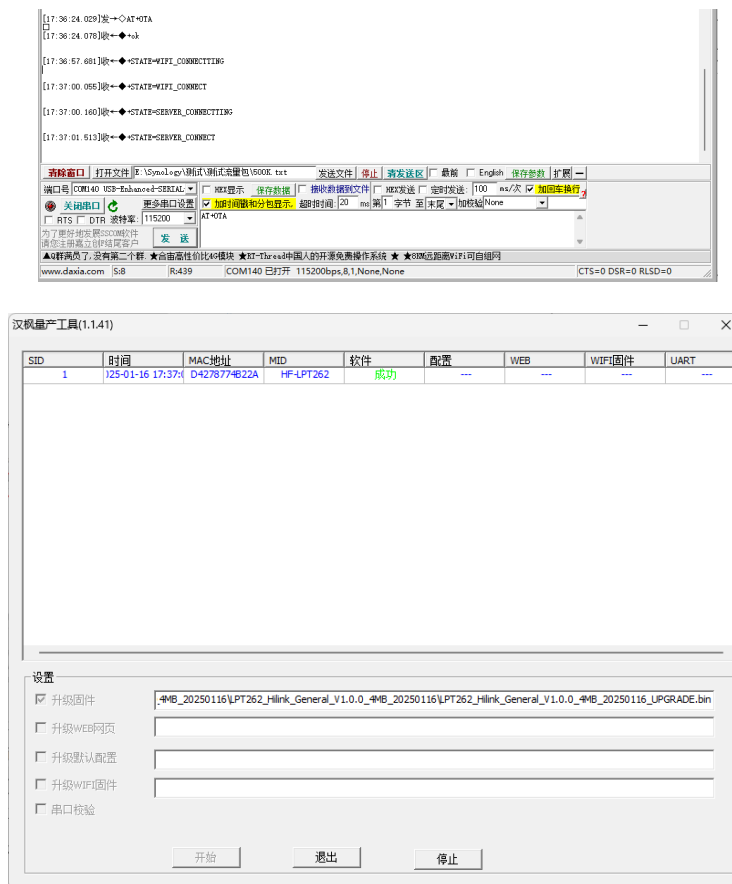 [17:36:24.029]发→◇AT+OTA
□
[17:36:24.078]收←◆+ok
[17:36:57.681]收←◆+STATE=WIFI_CONNECTTING
[17:37:00.055]收←◆+STATE=WIFI_CONNECT
[17:37:00.160]收←◆+STATE=SERVER_CONNECTTING
[17:37:01.513]收←◆+STATE=SERVER_CONNECT
清除窗口 打开文件 E:\Synology\测试\测试流量包\500K.txt 发送文件 停止 清发送区 最前 English 保存参数 扩展 —
端口号 COM140 USB-Enhanced-SERIAL HEX显示 保存数据 接收数据到文件 HEX发送 定时发送: 100 ms/次 加回车换行
关闭串口 更多串口设置 加时间戳和分包显示, 超时时间: 20 ms 第 1 字节 至 末尾 加校验 None
RTS DTR 波特率: 115200 AT+OTA
为了更好地发展SSCOM软件
请您注册嘉立创F结尾客户 发 送
▲Q群满员了,没有第二个群. ★合宙高性价比4G模块 ★RT-Thread中国人的开源免费操作系统 ★ ★8KM远距离WiFi可自组网
www.daxia.com S:8 R:439 COM140 已打开 115200bps,8,1,None,None CTS=0 DSR=0 RLSD=0
汉枫量产工具(1.1.41)
SID 时间 MAC地址 MID 软件 配置 WEB WIFI固件 UART
1 )25-01-16 17:37:( D4278774B22A HF-LPT262 成功 --- --- --- ---
设置
升级固件 _4MB_20250116\LPT262_Hilink_General_V1.0.0_4MB_20250116\LPT262_Hilink_General_V1.0.0_4MB_20250116_UPGRADE.bin
升级WEB网页
升级默认配置
升级WIFI固件
串口校验
开始 退出 停止